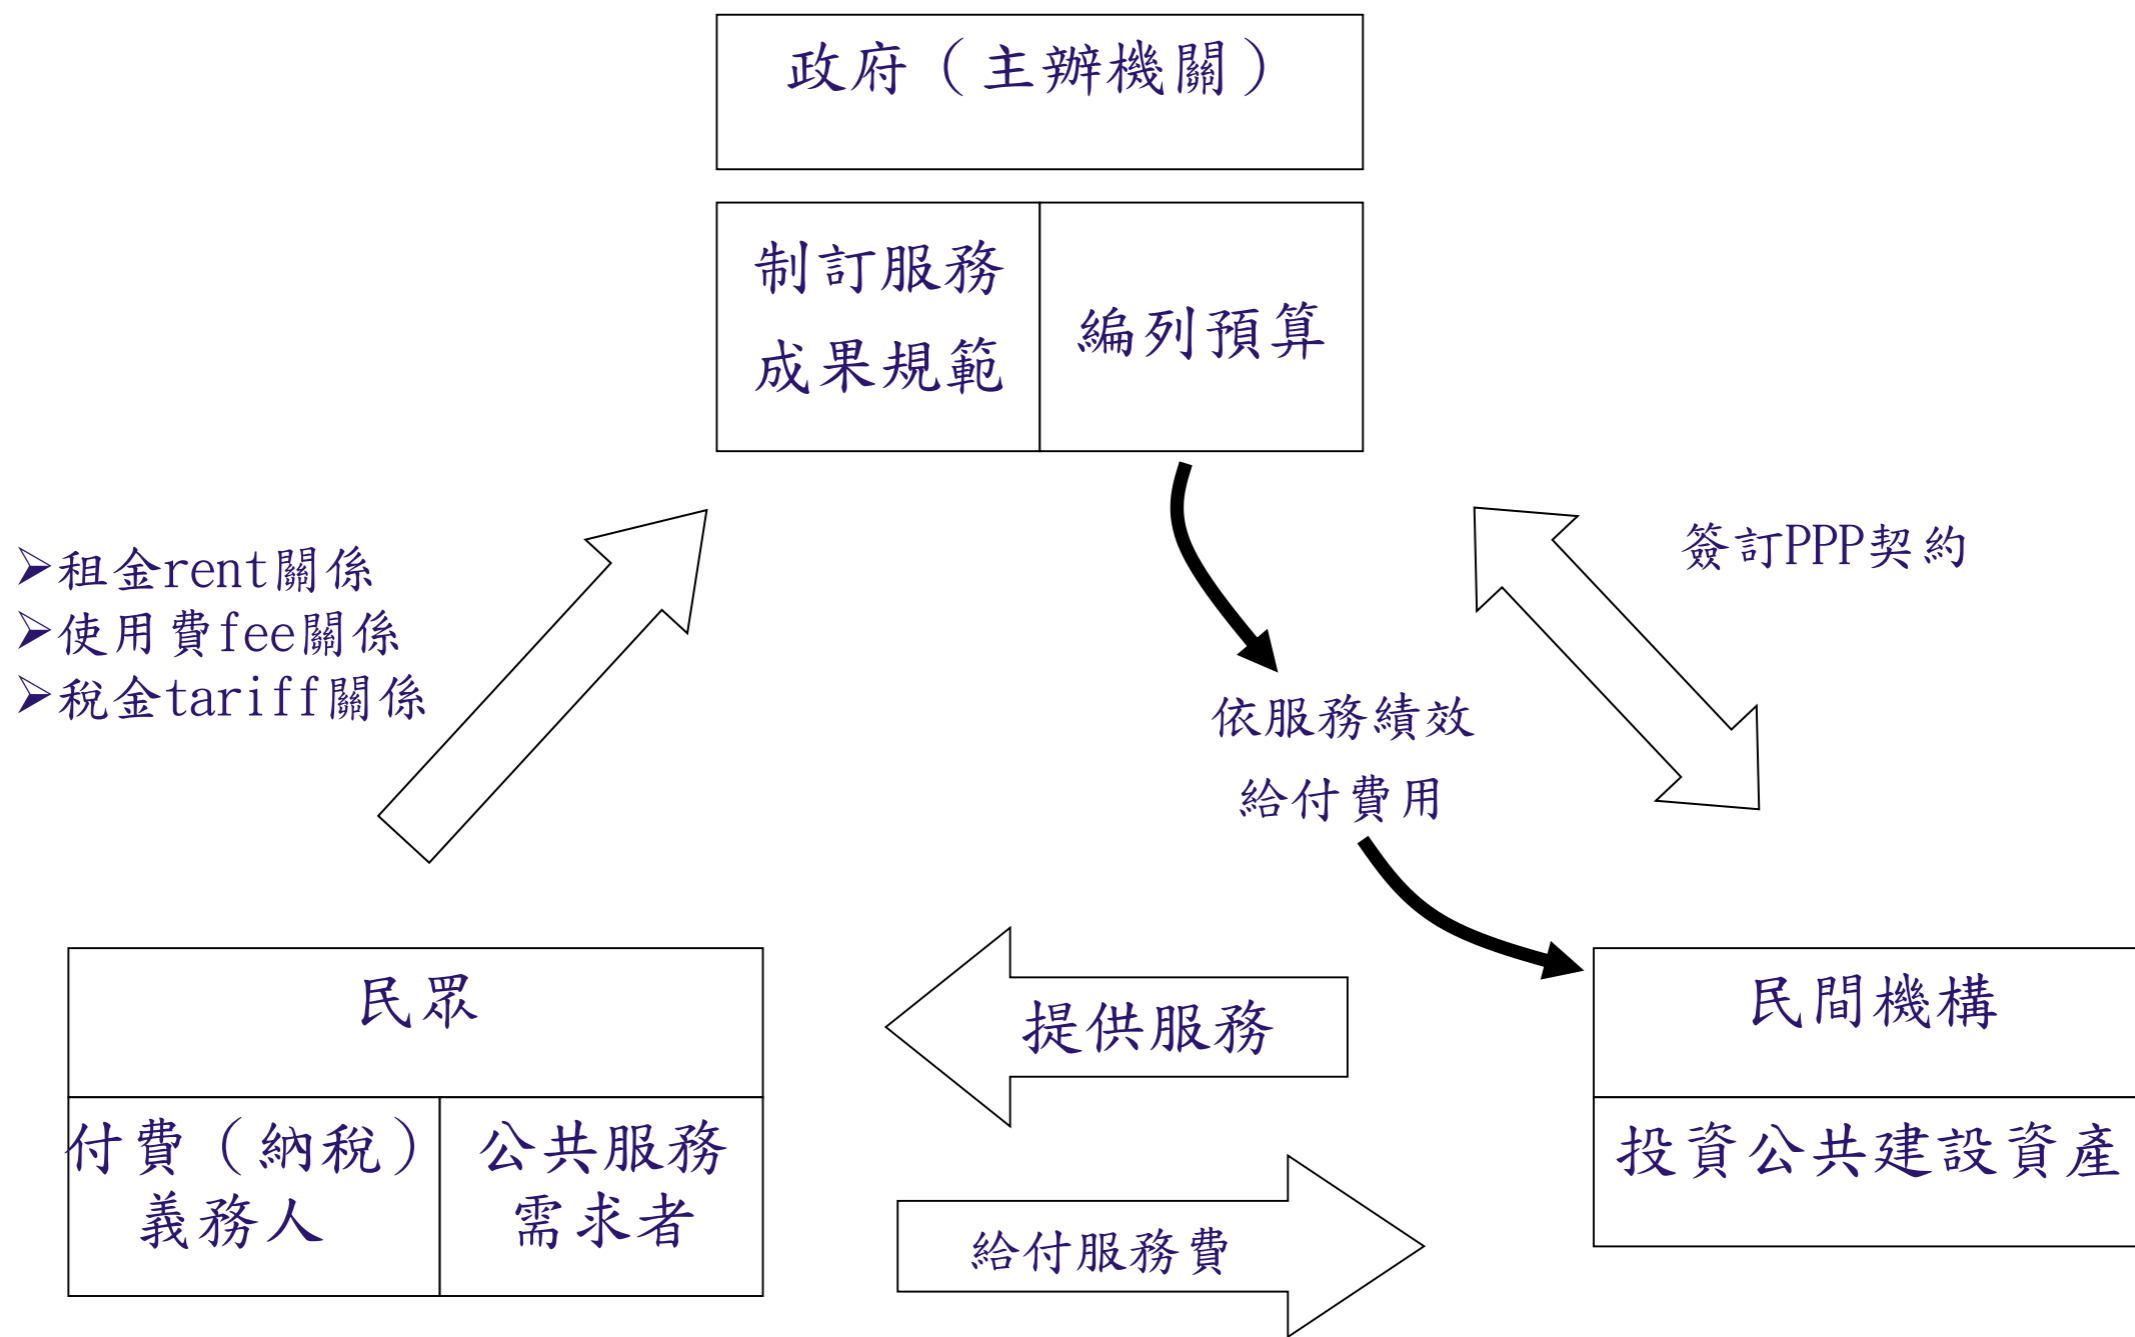 政府（主辦機關）
制訂服務
成果規範
編列預算
➢租金rent關係
➢使用費fee關係
➢稅金tariff關係
簽訂PPP契約
依服務績效
給付費用
民眾
付費（納稅）
義務人
公共服務
需求者
提供服務
給付服務費
民間機構
投資公共建設資產